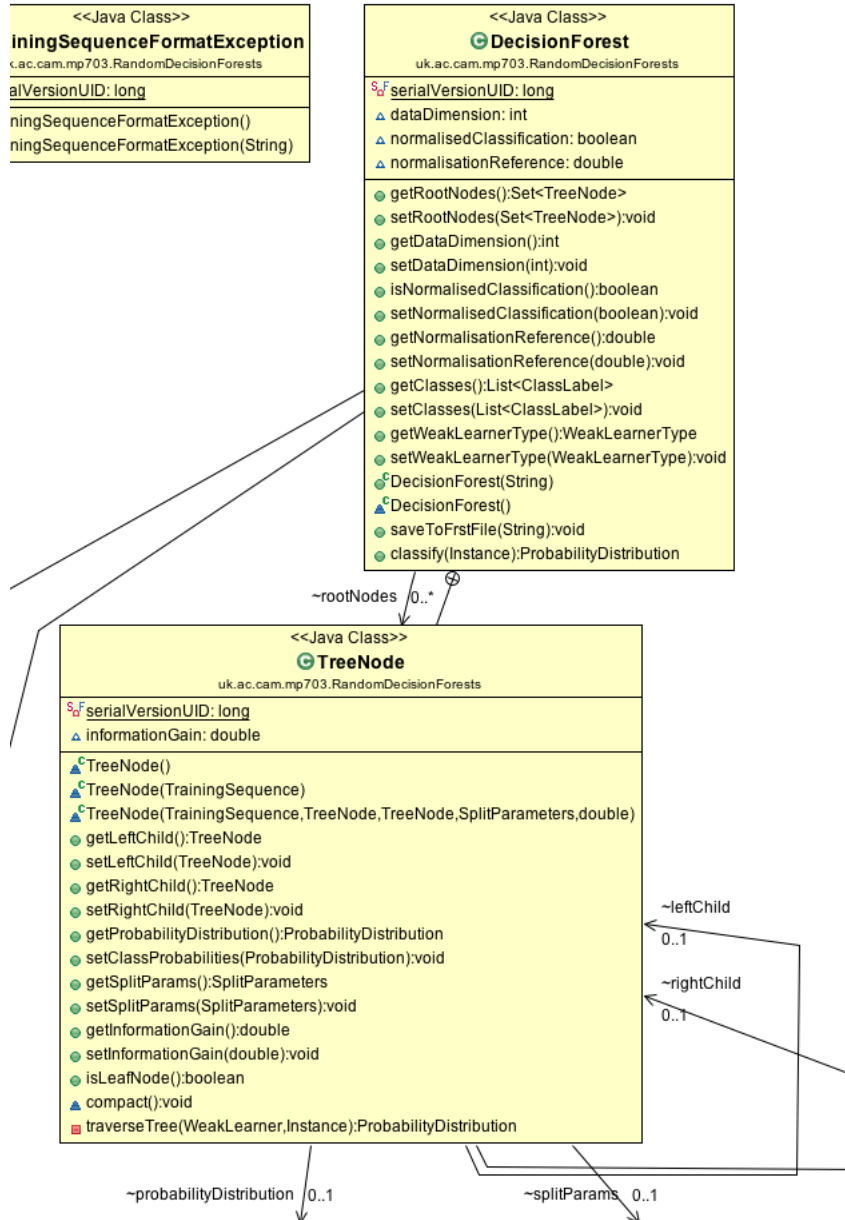 <<Java Class>>
iningSequenceFormatException
k.ac.cam.mp703.RandomDecisionForests
alVersionUID: long
ningSequenceFormatException()
ningSequenceFormatException(String)
<<Java Class>>
DecisionForest
uk.ac.cam.mp703.RandomDecisionForests
serialVersionUID: long
dataDimension: int
normalisedClassification: boolean
normalisationReference: double
getRootNodes():Set<TreeNode>
setRootNodes(Set<TreeNode>):void
getDataDimension():int
setDataDimension(int):void
isNormalisedClassification():boolean
setNormalisedClassification(boolean):void
getNormalisationReference():double
setNormalisationReference(double):void
getClasses():List<ClassLabel>
setClasses(List<ClassLabel>):void
getWeakLearnerType():WeakLearnerType
setWeakLearnerType(WeakLearnerType):void
DecisionForest(String)
DecisionForest()
saveToFrstFile(String):void
classify(Instance):ProbabilityDistribution
~rootNodes 0..*
<<Java Class>>
TreeNode
uk.ac.cam.mp703.RandomDecisionForests
serialVersionUID: long
informationGain: double
TreeNode()
TreeNode(TrainingSequence)
TreeNode(TrainingSequence,TreeNode,TreeNode,SplitParameters,double)
getLeftChild():TreeNode
setLeftChild(TreeNode):void
getRightChild():TreeNode
setRightChild(TreeNode):void
getProbabilityDistribution():ProbabilityDistribution
setClassProbabilities(ProbabilityDistribution):void
getSplitParams():SplitParameters
setSplitParams(SplitParameters):void
getInformationGain():double
setInformationGain(double):void
isLeafNode():boolean
compact():void
traverseTree(WeakLearner,Instance):ProbabilityDistribution
~leftChild
0..1
~rightChild
0..1
~probabilityDistribution 0..1
~splitParams 0..1